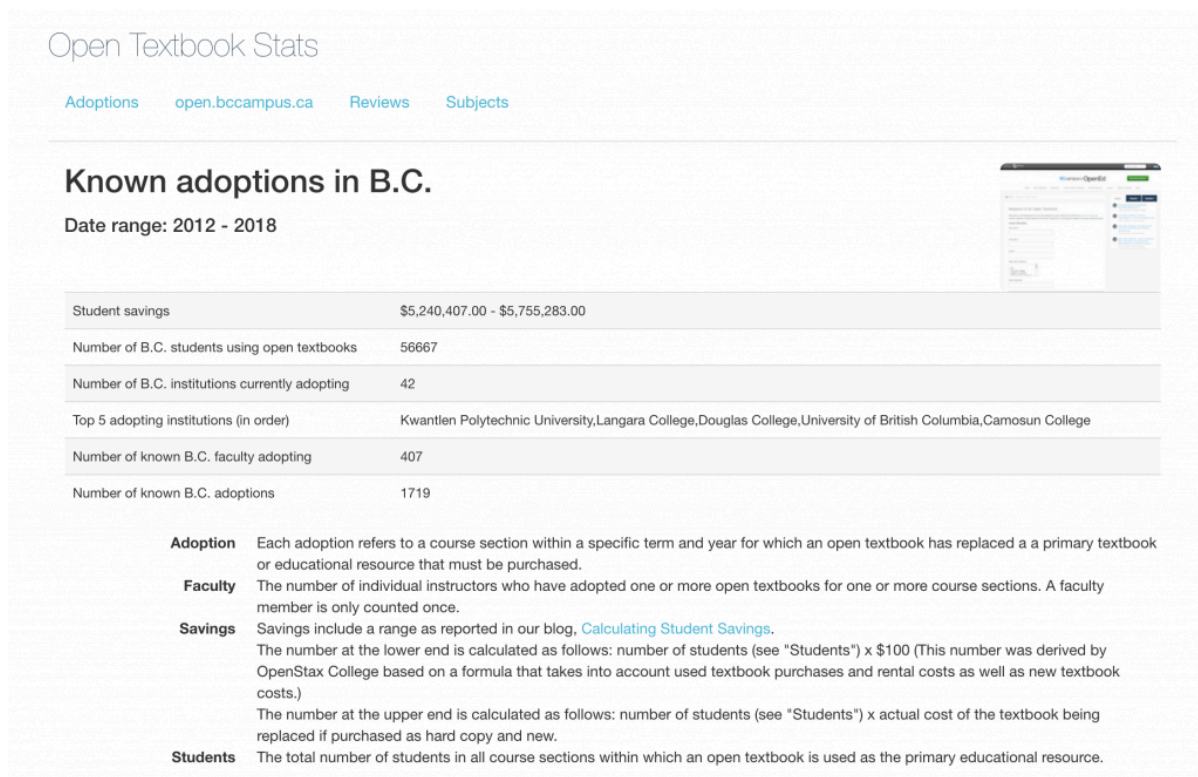 Open Textbook Stats
Adoptions open.bccampus.ca Reviews Subjects
Known adoptions in B.C.
Date range: 2012 - 2018
Student savings $5,240,407.00 - $5,755,283.00
Number of B.C. students using open textbooks 56667
Number of B.C. institutions currently adopting 42
Top 5 adopting institutions (in order) Kwantlen Polytechnic University,Langara College,Douglas College,University of British Columbia,Camosun College
Number of known B.C. faculty adopting 407
Number of known B.C. adoptions 1719
Adoption Each adoption refers to a course section within a specific term and year for which an open textbook has replaced a a primary textbook
or educational resource that must be purchased.
Faculty The number of individual instructors who have adopted one or more open textbooks for one or more course sections. A faculty
member is only counted once.
Savings Savings include a range as reported in our blog, Calculating Student Savings.
The number at the lower end is calculated as follows: number of students (see "Students") x $100 (This number was derived by
OpenStax College based on a formula that takes into account used textbook purchases and rental costs as well as new textbook
costs.)
The number at the upper end is calculated as follows: number of students (see "Students") x actual cost of the textbook being
replaced if purchased as hard copy and new.
Students The total number of students in all course sections within which an open textbook is used as the primary educational resource.